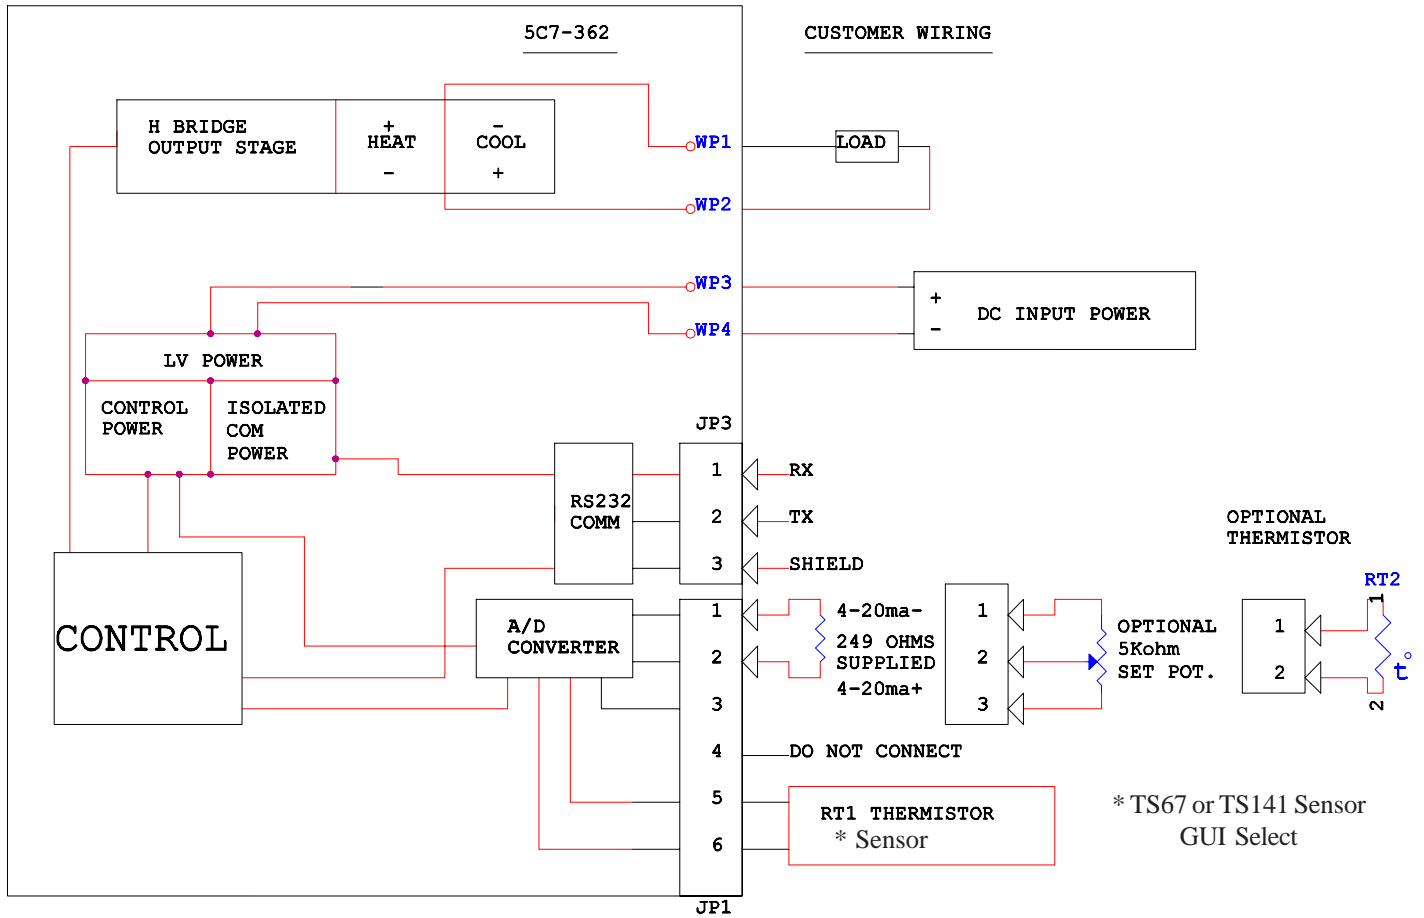 5C7-362
CUSTOMER WIRING
H BRIDGE
OUTPUT STAGE
+
HEAT
-
-
COOL
+
WP1
LOAD
WP2
WP3
WP4
+
-
DC INPUT POWER
LV POWER
CONTROL
POWER
ISOLATED
COM
POWER
JP3
RS232
COMM
1
2
3
RX
TX
SHIELD
CONTROL
A/D
CONVERTER
1
2
3
4
5
6
JP1
4-20ma-
249 OHMS
SUPPLIED
4-20ma+
DO NOT CONNECT
RT1 THERMISTOR
* Sensor
1
2
3
OPTIONAL
5Kohm
SET POT.
OPTIONAL
THERMISTOR
1
2
RT2
1
t°
2
* TS67 or TS141 Sensor
GUI Select